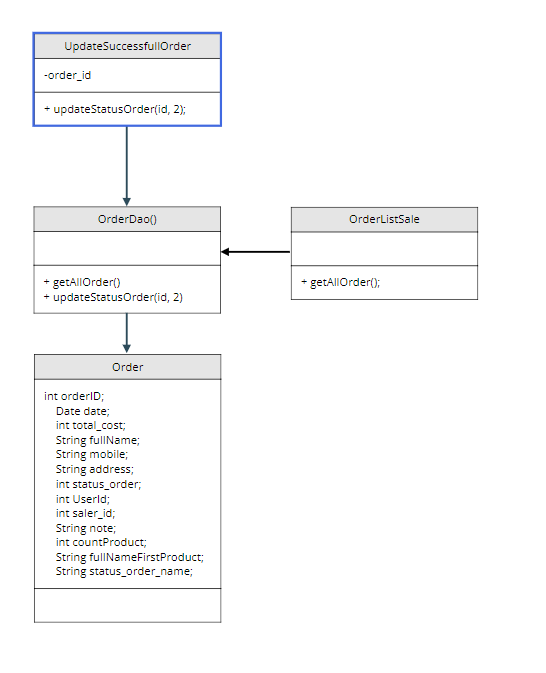 UpdateSuccessfullOrder
-order_id
+ updateStatusOrder(id, 2);
OrderDao()
+ getAllOrder()
+ updateStatusOrder(id, 2)
OrderListSale
+ getAllOrder();
Order
int orderID;
Date date;
int total_cost;
String fullName;
String mobile;
String address;
int status_order;
int UserId;
int saler_id;
String note;
int countProduct;
String fullNameFirstProduct;
String status_order_name;